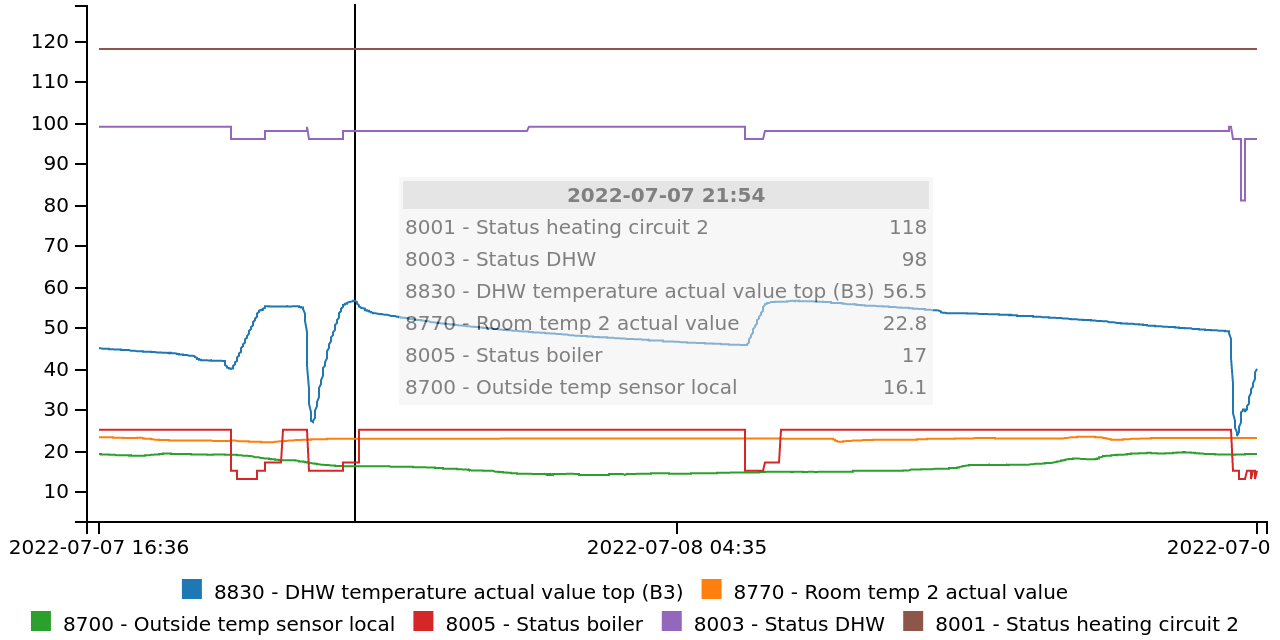 120
110
100
90
80
70
60
50
40
30
20
10
2022-07-07 21:54
8001 - Status heating circuit 2 118
8003 - Status DHW 98
8830 - DHW temperature actual value top (B3) 56.5
8770 - Room temp 2 actual value 22.8
8005 - Status boiler 17
8700 - Outside temp sensor local 16.1
2022-07-07 16:36 2022-07-08 04:35 2022-07-0
8830 - DHW temperature actual value top (B3) 8770 - Room temp 2 actual value
8700 - Outside temp sensor local 8005 - Status boiler 8003 - Status DHW 8001 - Status heating circuit 2